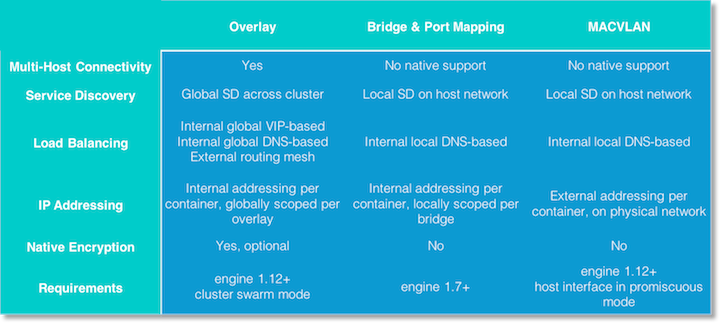 Overlay Bridge & Port Mapping MACVLAN
Multi-Host Connectivity Yes No native support No native support
Service Discovery Global SD across cluster Local SD on host network Local SD on host network
Load Balancing
Internal global VIP-based
Internal global DNS-based
External routing mesh
Internal local DNS-based
Internal local DNS-based
IP Addressing
Internal addressing per
container, globally scoped per
overlay
Internal addressing per
container, locally scoped per
bridge
External addressing per
container, on physical network
Native Encryption Yes, optional No No
Requirements
engine 1.12+
cluster swarm mode
engine 1.7+
engine 1.12+
host interface in promiscuous
mode